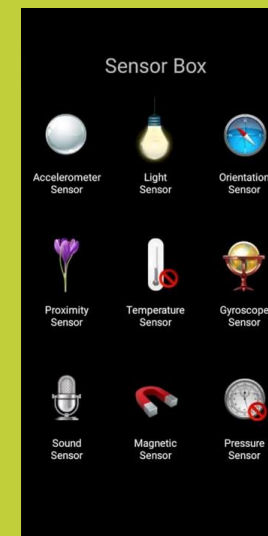 Sensor Box
Accelerometer Sensor
Light Sensor
Orientation Sensor
Proximity Sensor
Temperature Sensor
Gyroscope Sensor
Sound Sensor
Magnetic Sensor
Pressure Sensor